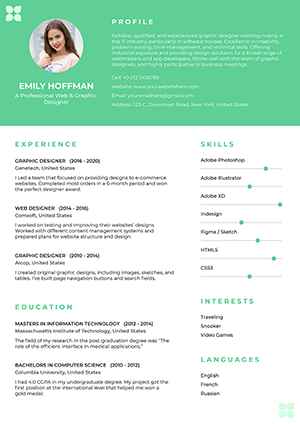 PROFILE
Reliable, qualified, and experienced graphic designer working mainly in
the IT industry, particularly in software houses. Excellence in creativity,
problem-solving, time-management, and technical skills. Offering
industrial exposure and providing design solutions for a broad range of
webmasters and app developers. Works well with the team of graphic
designers, and highly participative in business meetings.
Call: +0 012 3456789
Website: www.yourwebsitehere.com
Email: youremailhere@gmail.com
Address: 123-C, Downtown Road, New York, United States
EMILY HOFFMAN
A Professional Web & Graphic
Designer
EXPERIENCE
GRAPHIC DESIGNER (2016 - 2020)
Genetech, United States
I Led a team that focused on providing designs to e-commerce
websites. Completed most orders in a 6 month period and won
the perfect designer award.
WEB DESIGNER (2014 - 2016)
Comsoft, United States
I worked on testing and improving their websites' designs.
Worked with different content management systems and
prepared plans for website structure and design.
GRAPHIC DESIGNER (2010 - 2014)
Alcop, United States
I created original graphic designs, including images, sketches, and
tables. I've built page navigation buttons and search fields.
EDUCATION
MASTERS IN INFORMATION TECHNOLOGY (2012 - 2014)
Massachusetts Institute of Technology, United States
The field of my research in the post-graduation degree was "The
role of the efficient interface in medical applications."
BACHELORS IN COMPUTER SCIENCE (2010 - 2012)
Columbia University, United States
I had 4.0 CGPA in my undergraduate degree. My project got the
first position at the international level that helped me won a
gold medal.
SKILLS
Adobe Photoshop
Adobe Illustrator
Adobe XD
Indesign
Figma / Sketch
HTML5
CSS3
INTERESTS
Traveling
Snooker
Video Games
LANGUAGES
English
French
Russian